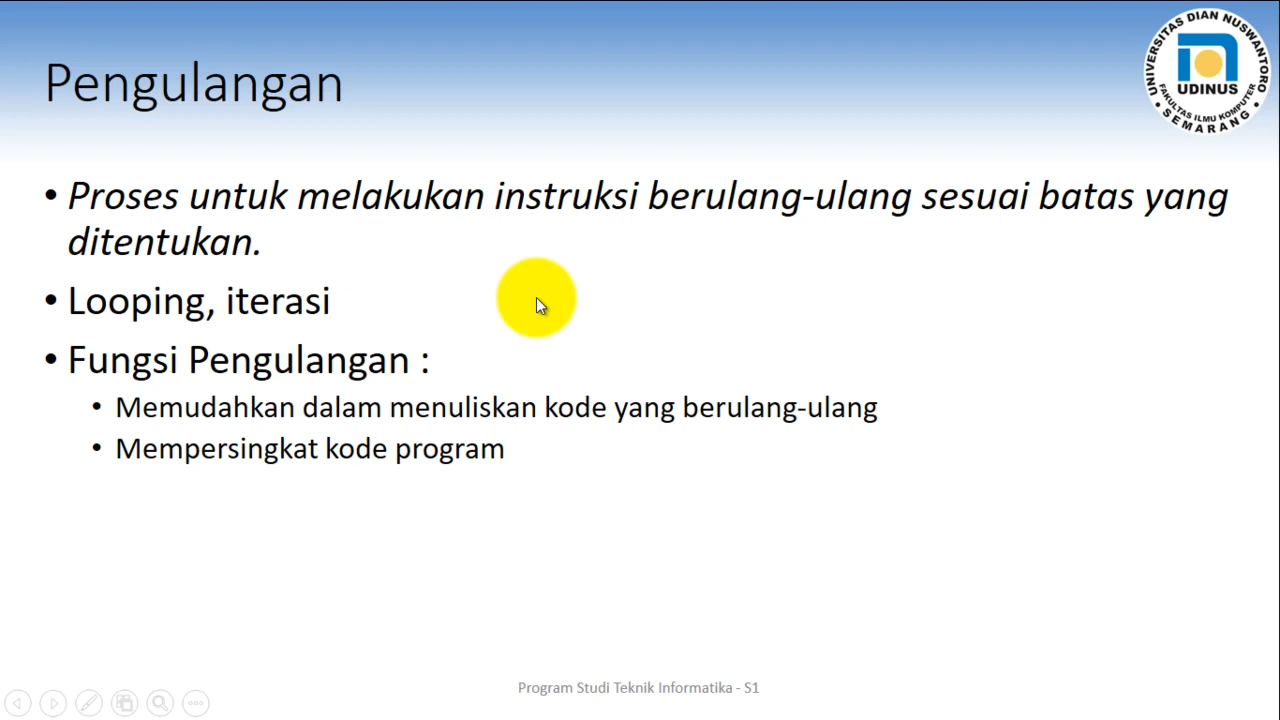 Pengulangan
UNIVERSITAS DIAN NUSWANTORO
UDINUS
FAKULTAS ILMU KOMPUTER
• SEMARANG •
• Proses untuk melakukan instruksi berulang-ulang sesuai batas yang
ditentukan.
• Looping, iterasi
• Fungsi Pengulangan :
• Memudahkan dalam menuliskan kode yang berulang-ulang
• Mempersingkat kode program
Program Studi Teknik Informatika - S1